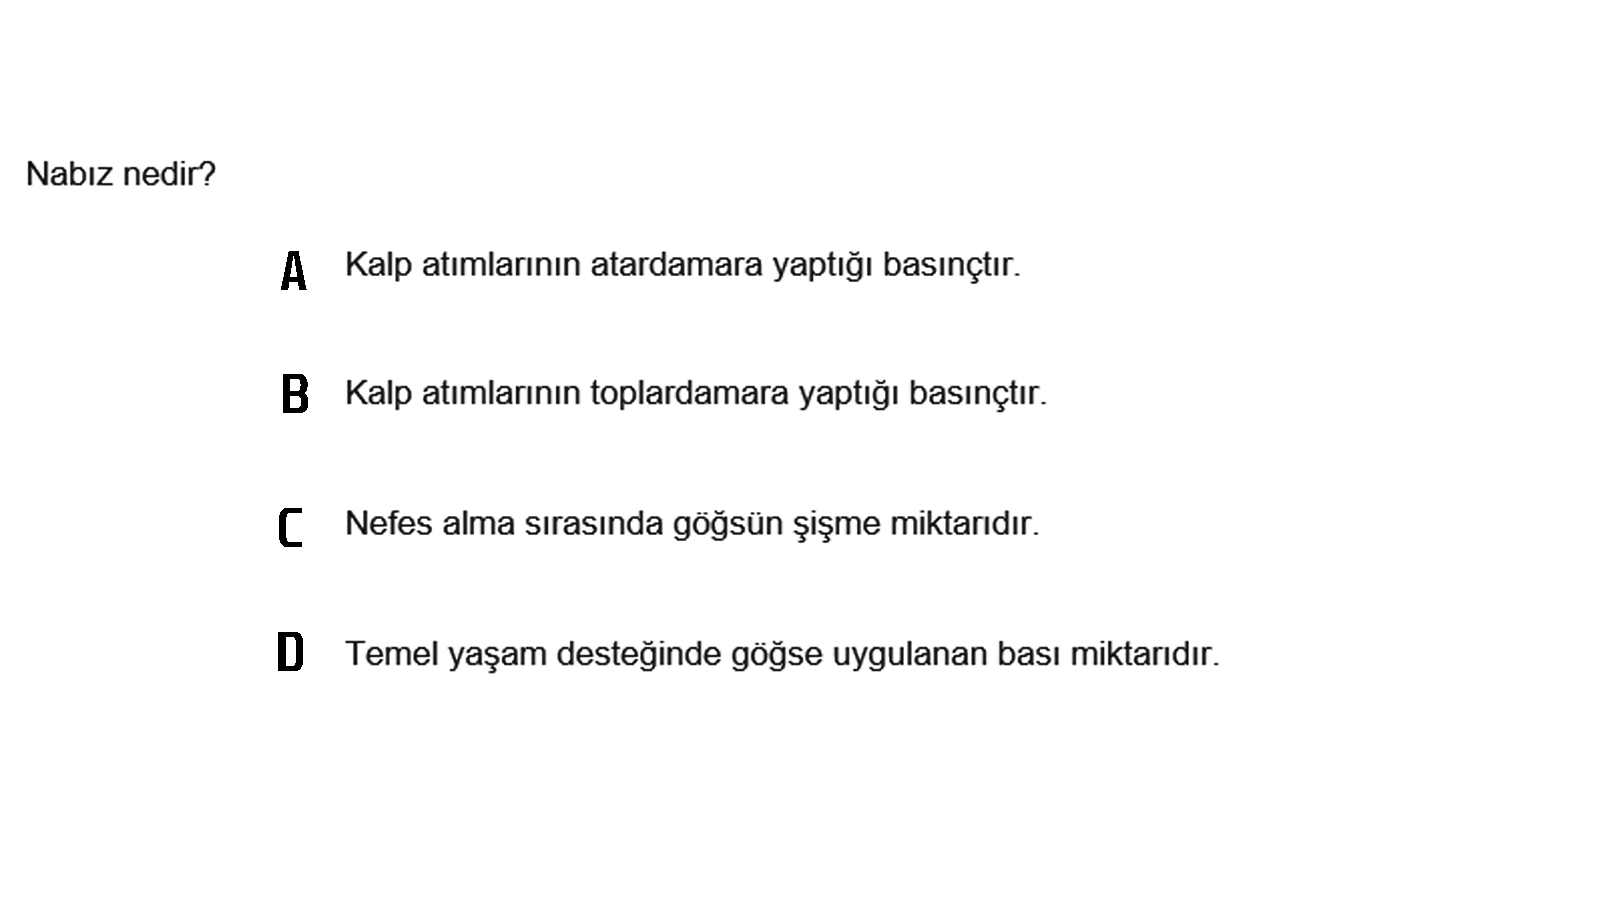 Nabız nedir?
A Kalp atımlarının atardamara yaptığı basınçtır.
B Kalp atımlarının toplardamara yaptığı basınçtır.
C Nefes alma sırasında göğsün şişme miktarıdır.
D Temel yaşam desteğinde göğse uygulanan bası miktarıdır.